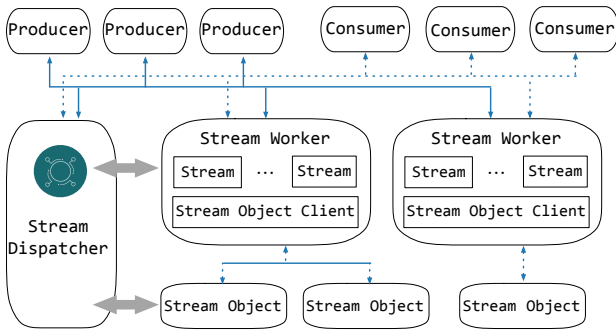 Producer Producer Producer Consumer Consumer Consumer
Stream Worker Stream Worker
Stream ... Stream Stream ... Stream
Stream Object Client Stream Object Client
Stream
Dispatcher
Stream Object Stream Object Stream Object